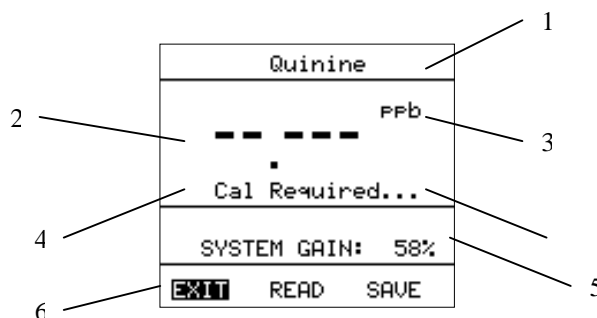 1
Quinine
ppb
2
-- ---
.
3
Cal Required...
4
SYSTEM GAIN: 58%
5
EXIT READ SAVE
6